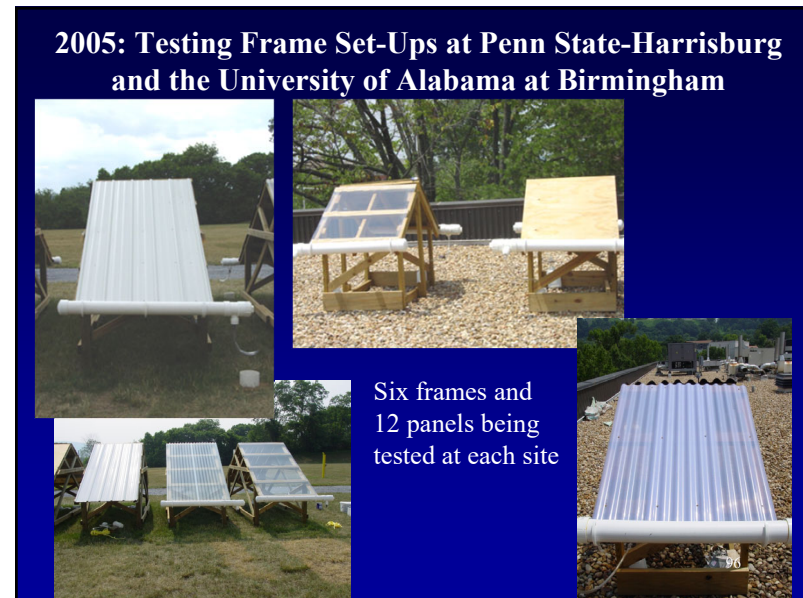 2005: Testing Frame Set-Ups at Penn State-Harrisburg
and the University of Alabama at Birmingham
Six frames and
12 panels being
tested at each site
96